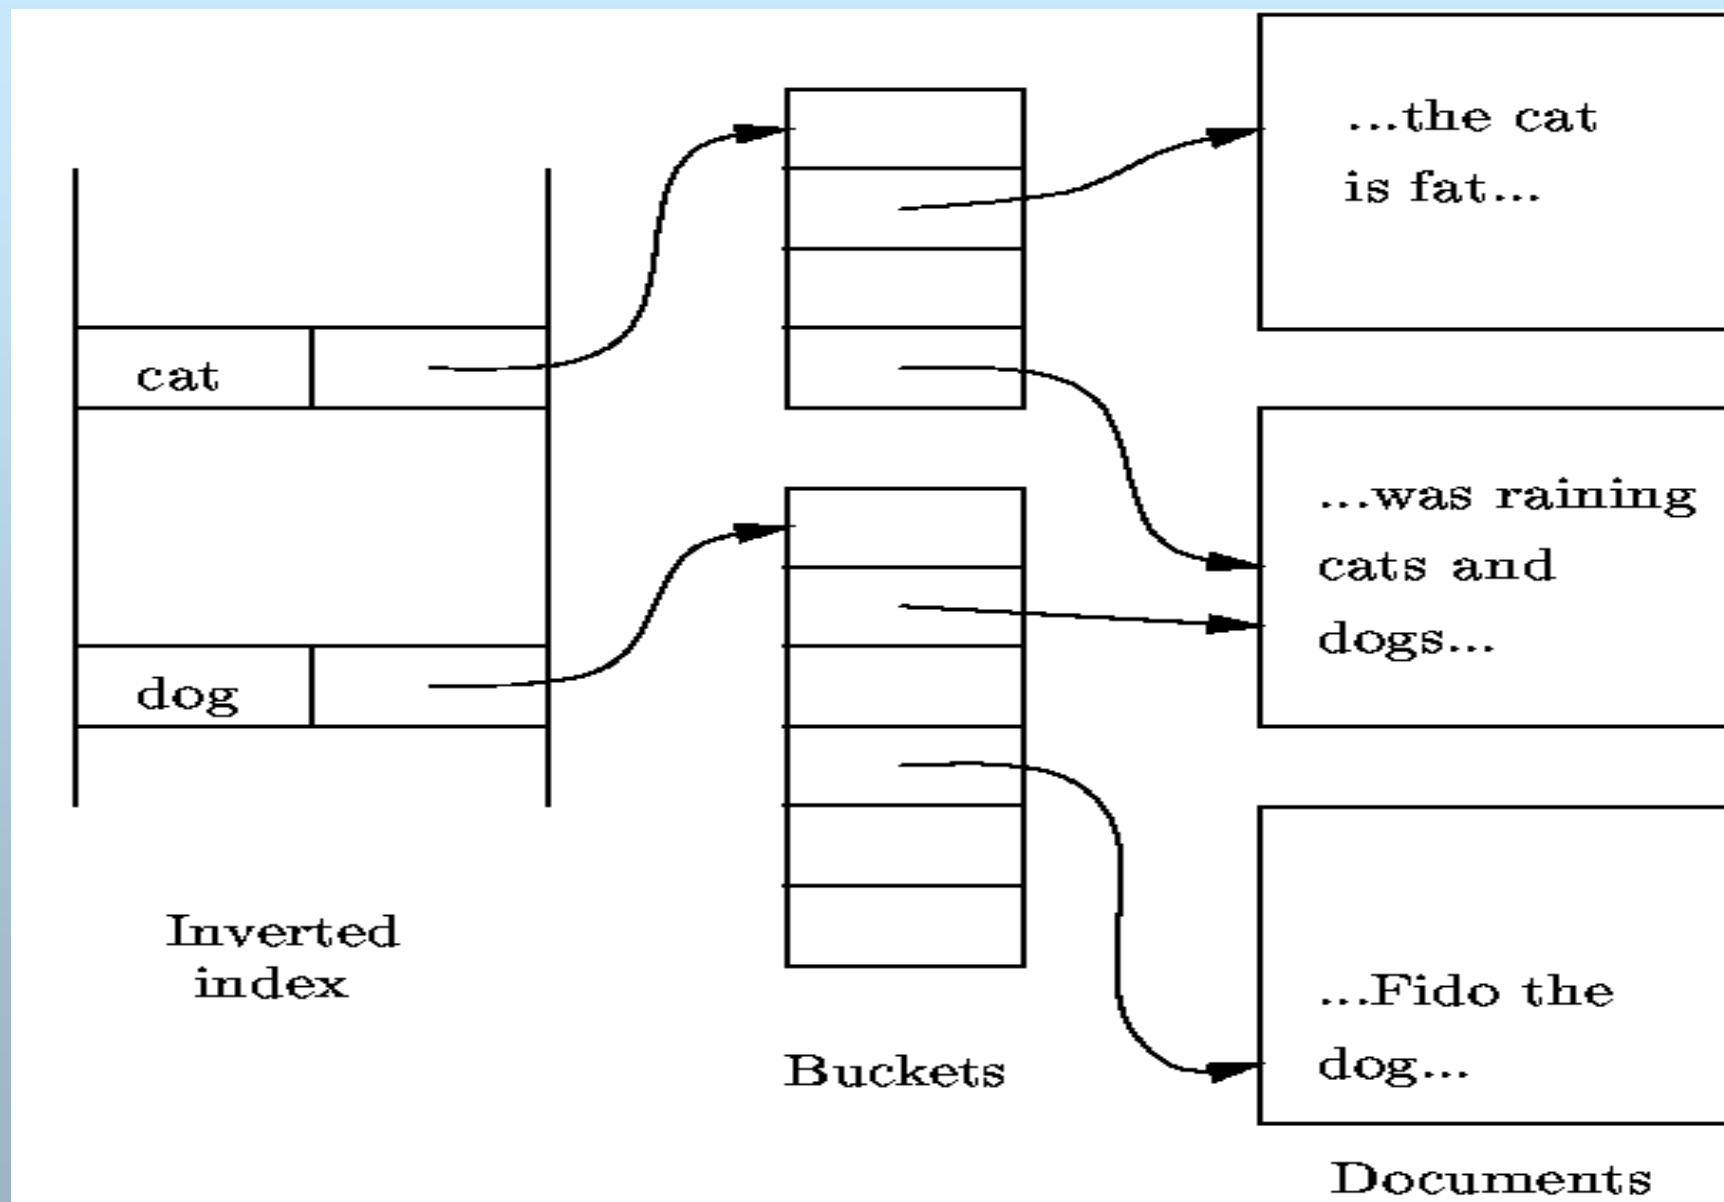 cat
dog
Inverted
index
Buckets
...the cat
is fat...
...was raining
cats and
dogs...
...Fido the
dog...
Documents